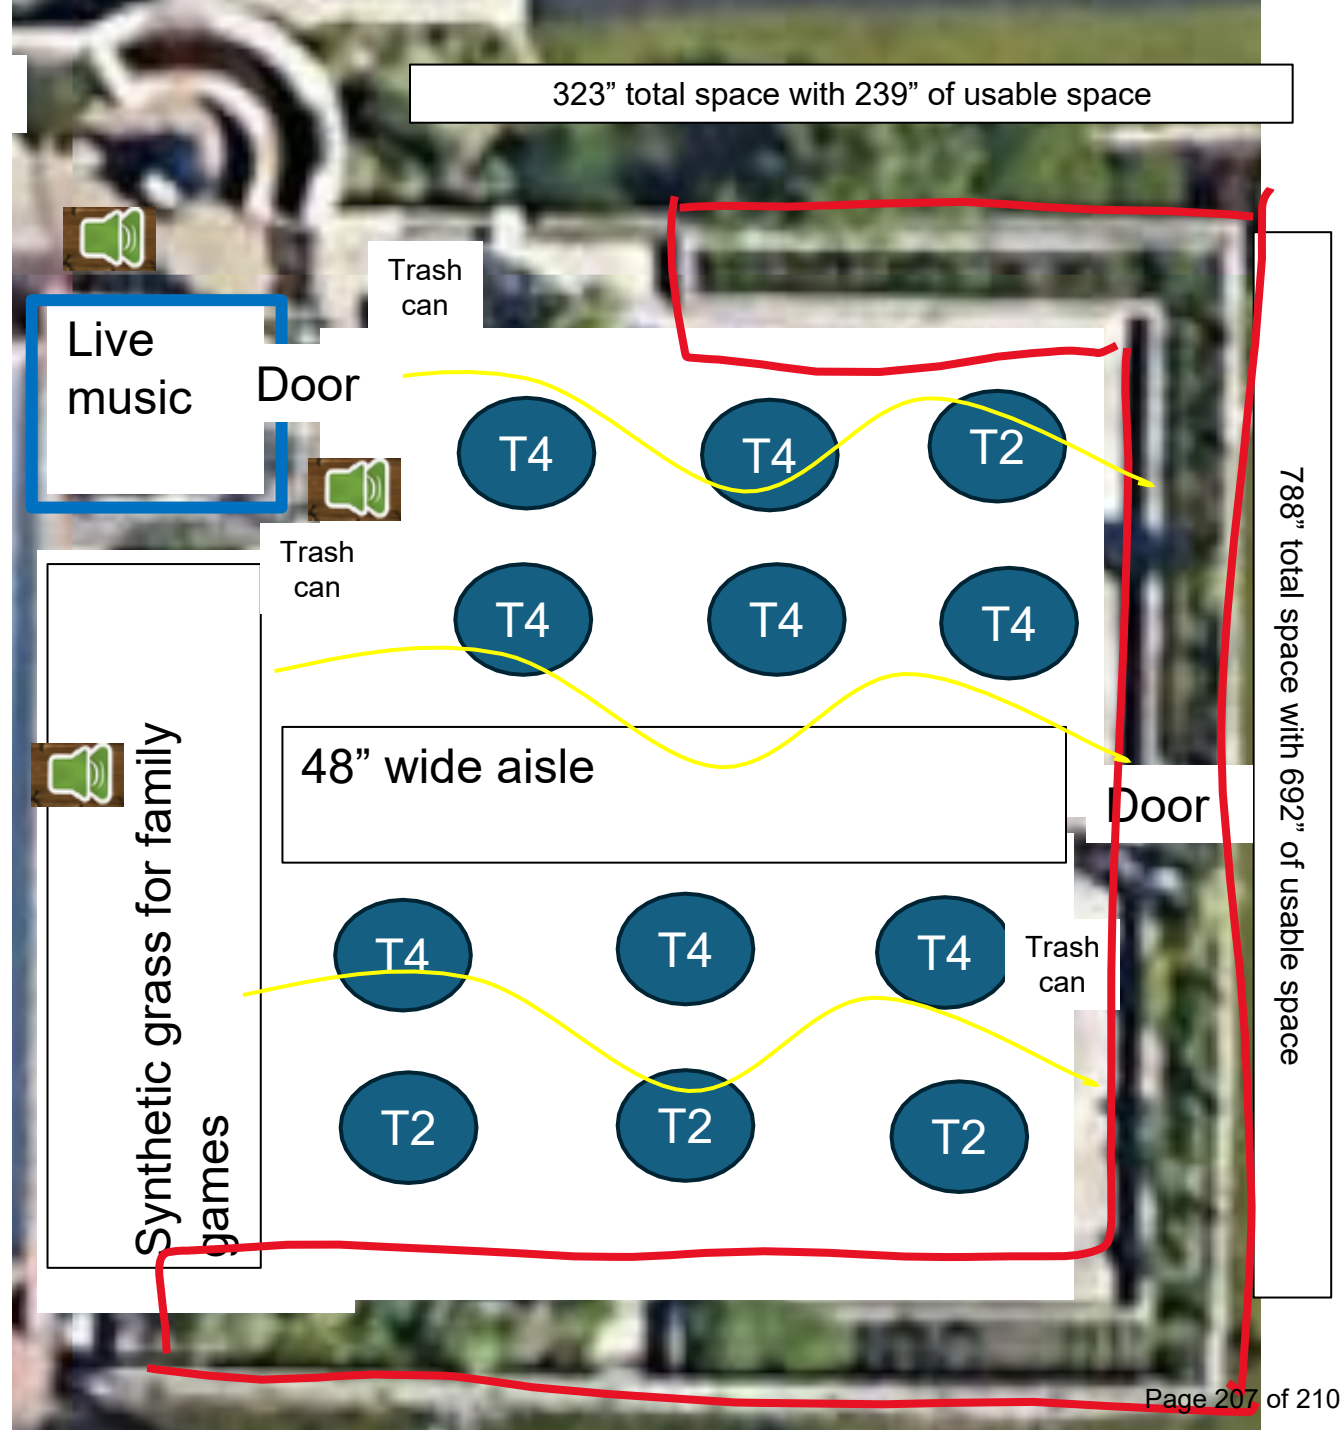 323” total space with 239” of usable space
Trash
can
Live
music
Door
T4
T4
T2
Trash
can
T4
T4
T4
788” total space with 692” of usable space
48” wide aisle
Door
Synthetic grass for family
games
T4
T4
T4
Trash
can
T2
T2
T2
Page 207 of 210